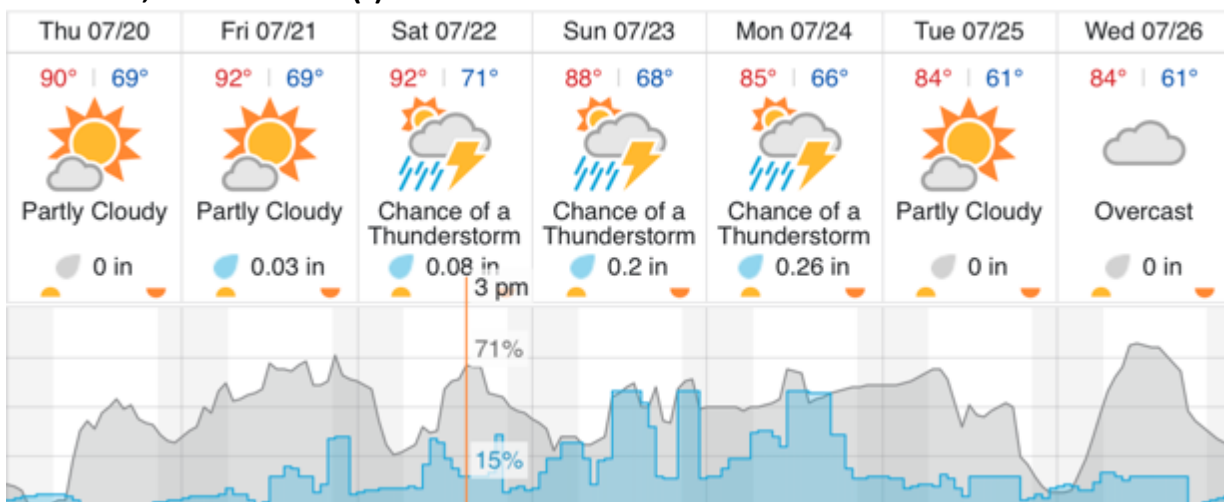 Thu 07/20 Fri 07/21 Sat 07/22 Sun 07/23 Mon 07/24 Tue 07/25 Wed 07/26
90° | 69° 92° | 69° 92° | 71° 88° | 68° 85° | 66° 84° | 61° 84° | 61°
Partly Cloudy Partly Cloudy Chance of a Thunderstorm Chance of a Thunderstorm Chance of a Thunderstorm Partly Cloudy Overcast
0 in 0.03 in 0.08 in 0.2 in 0.26 in 0 in 0 in
3 pm
71%
15%